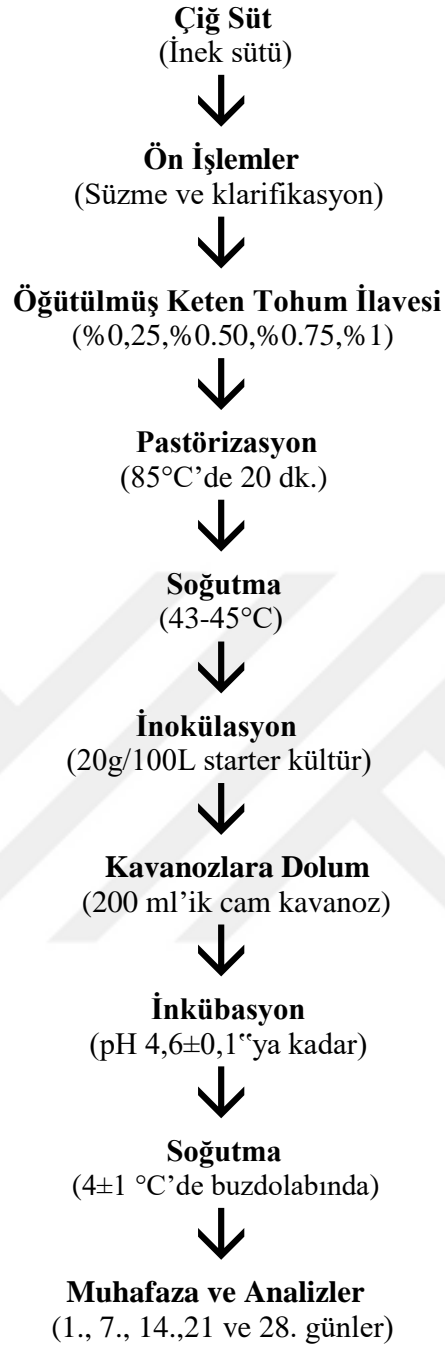 Çiğ Süt
(İnek sütü)
Ön İşlemler
(Süzme ve klarifikasyon)
Öğütülmüş Keten Tohum İlavesi
(%0,25,%0.50,%0.75,%1)
Pastörizasyon
(85°C’de 20 dk.)
Soğutma
(43-45°C)
İnokülasyon
(20g/100L starter kültür)
Kavanozlara Dolum
(200 ml’ik cam kavanoz)
İnkübasyon
(pH 4,6±0,1‟ya kadar)
Soğutma
(4±1 °C’de buzdolabında)
Muhafaza ve Analizler
(1., 7., 14.,21 ve 28. günler)